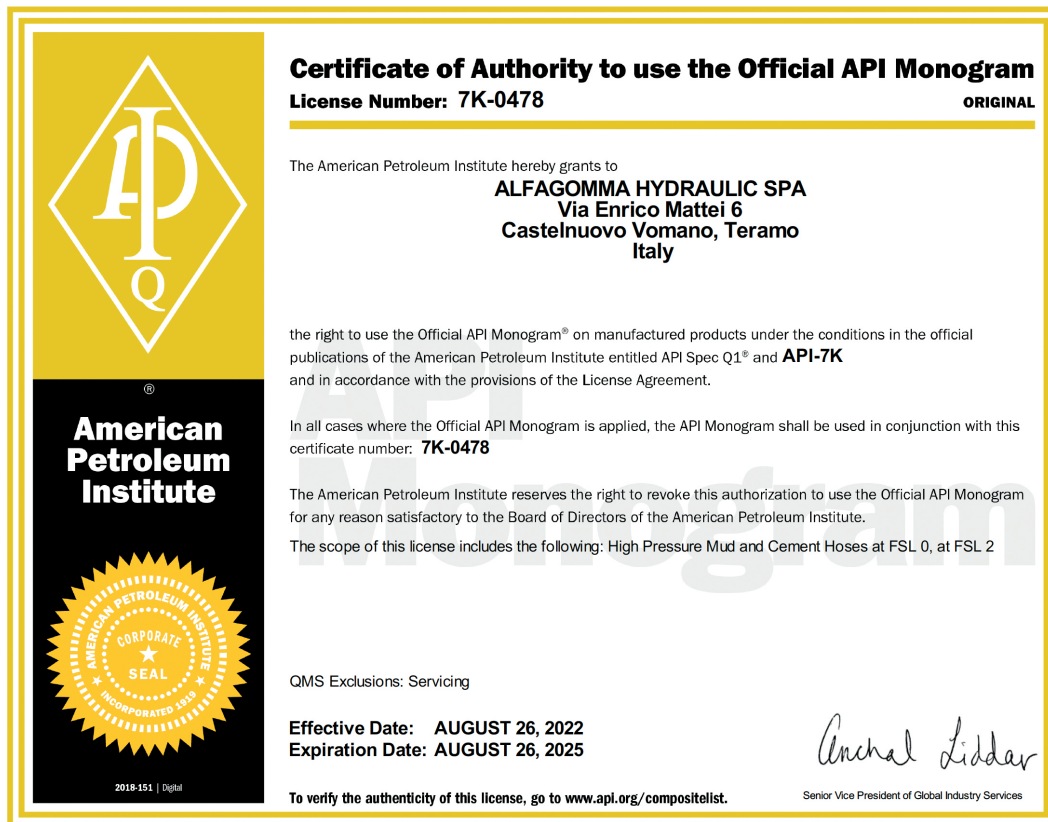 Certificate of Authority to use the Official API Monogram
License Number: 7K-0478
ORIGINAL
The American Petroleum Institute hereby grants to
ALFAGOMMA HYDRAULIC SPA
Via Enrico Mattei 6
Castelnuovo Vomano, Teramo
Italy
the right to use the Official API Monogram® on manufactured products under the conditions in the official
publications of the American Petroleum Institute entitled API Spec Q1® and API-7K
and in accordance with the provisions of the License Agreement.
In all cases where the Official API Monogram is applied, the API Monogram shall be used in conjunction with this
certificate number: 7K-0478
The American Petroleum Institute reserves the right to revoke this authorization to use the Official API Monogram
for any reason satisfactory to the Board of Directors of the American Petroleum Institute.
The scope of this license includes the following: High Pressure Mud and Cement Hoses at FSL 0, at FSL 2
API
Monogram
QMS Exclusions: Servicing
Effective Date: AUGUST 26, 2022
Expiration Date: AUGUST 26, 2025
To verify the authenticity of this license, go to www.api.org/compositelist.
Anchal Liddar
Senior Vice President of Global Industry Services
API
Q
®
American
Petroleum
Institute
AMERICAN PETROLEUM INSTITUTE
CORPORATE
SEAL
INCORPORATED 1919
2018-151 | Digital